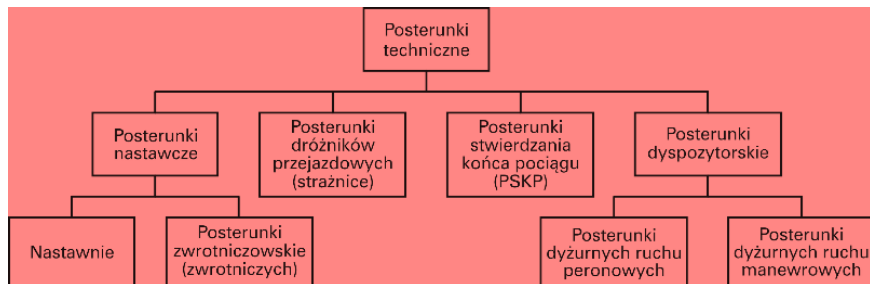 Posterunki
techniczne
Posterunki
nastawcze
Posterunki
dróżników
przejazdowych
(strażnice)
Posterunki
stwierdzania
końca pociągu
(PSKP)
Posterunki
dyspozytorskie
Nastawnie
Posterunki
zwrotniczowskie
(zwrotniczych)
Posterunki
dyżurnych ruchu
peronowych
Posterunki
dyżurnych ruchu
manewrowych